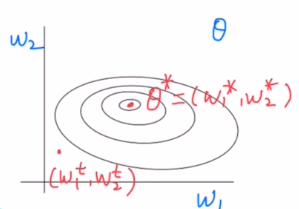 w₂
θ
θ* = (w₁*, w₂*)
(w₁ᵗ, w₂ᵗ)
w₁